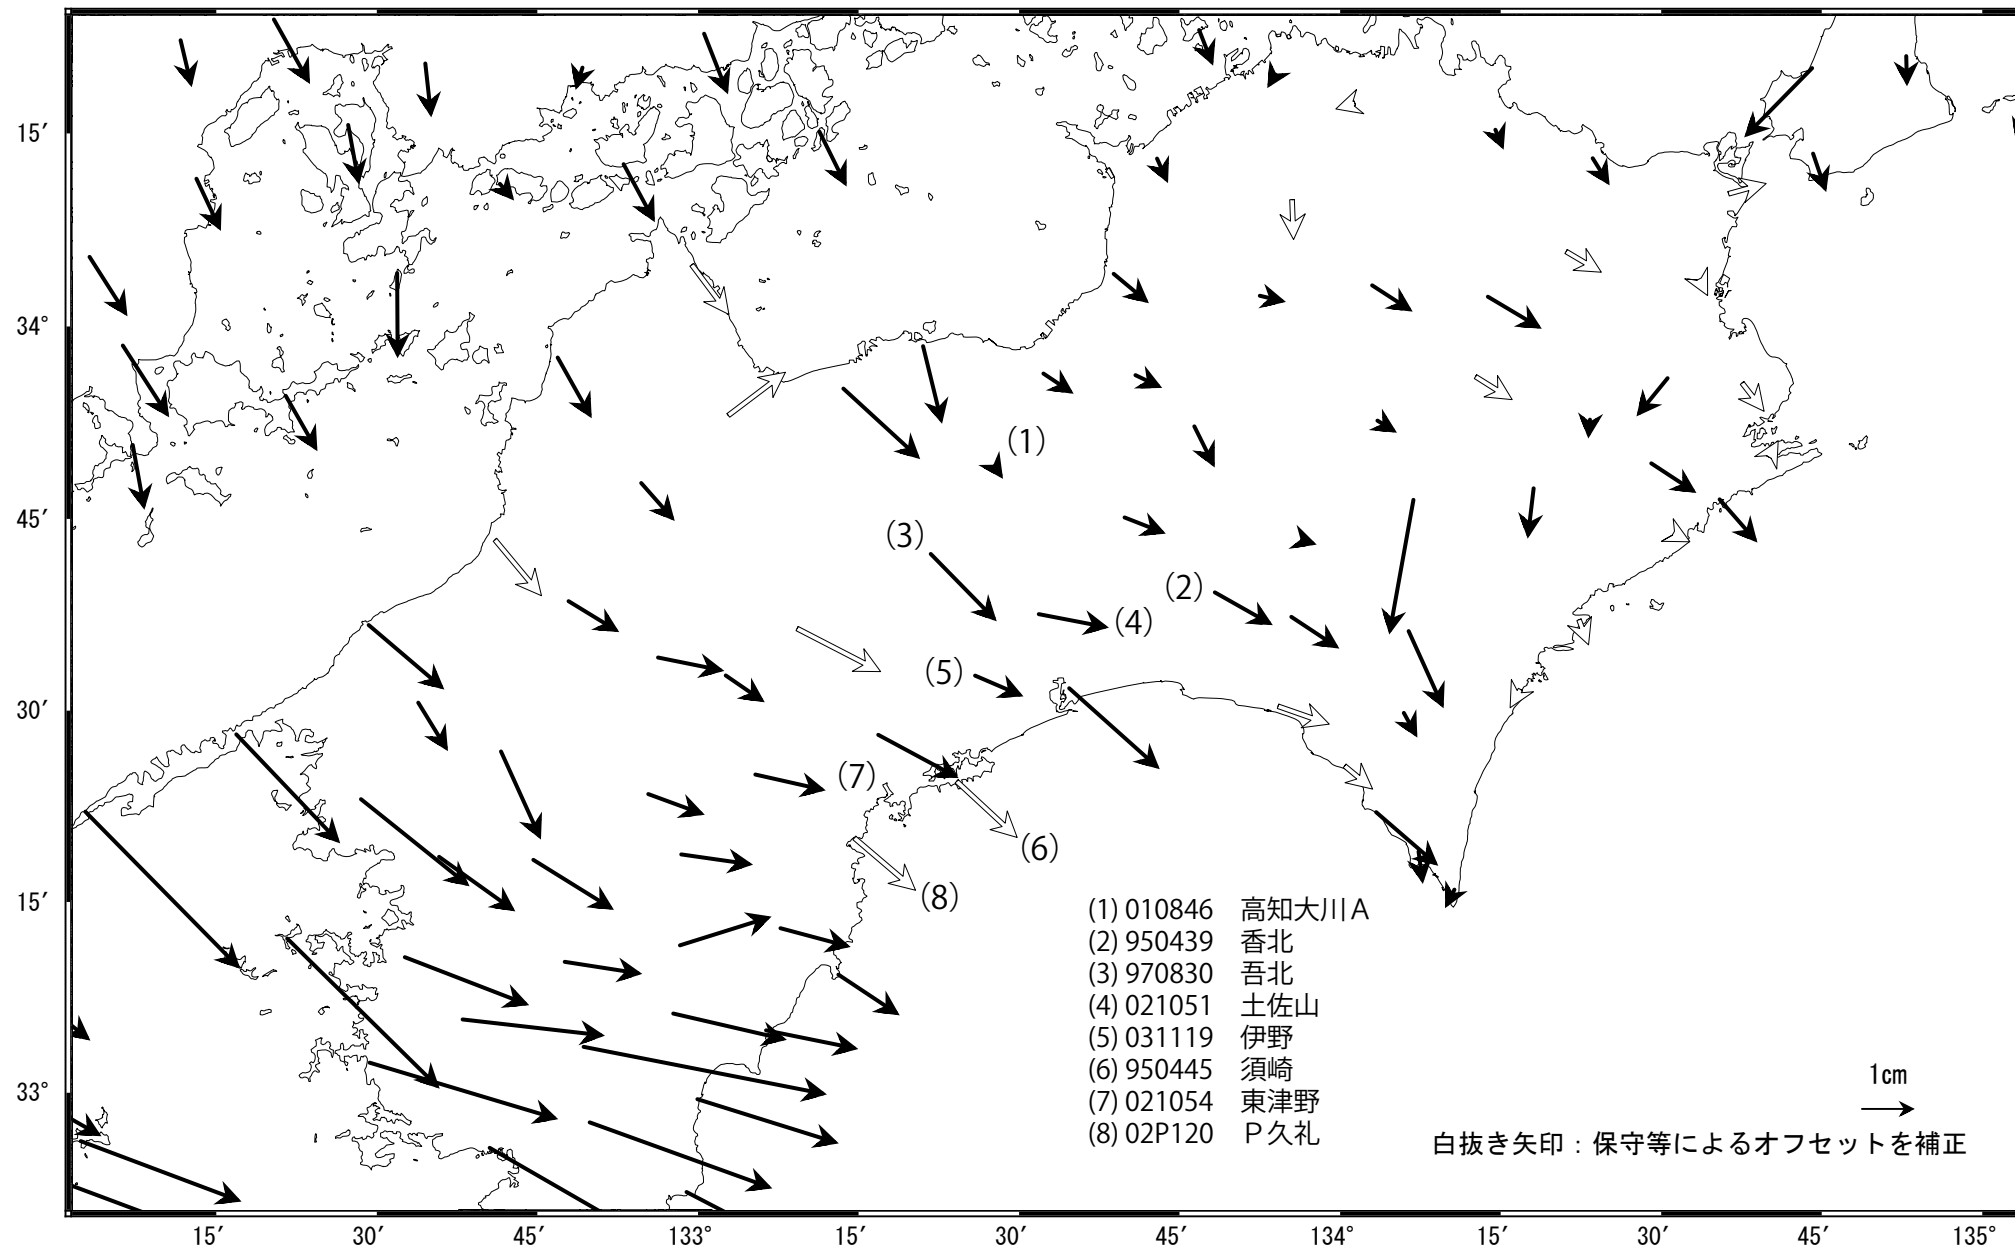 15′
34°
45′
30′
15′
33°
(1)
(3)
(2)
(4)
(5)
(7)
(6)
(8)
(1) 010846 高知大川A
(2) 950439 香北
(3) 970830 吾北
(4) 021051 土佐山
(5) 031119 伊野
(6) 950445 須崎
(7) 021054 東津野
(8) 02P120 P久礼
1cm
白抜き矢印：保守等によるオフセットを補正
15′ 30′ 45′ 133° 15′ 30′ 45′ 134° 15′ 30′ 45′ 135°